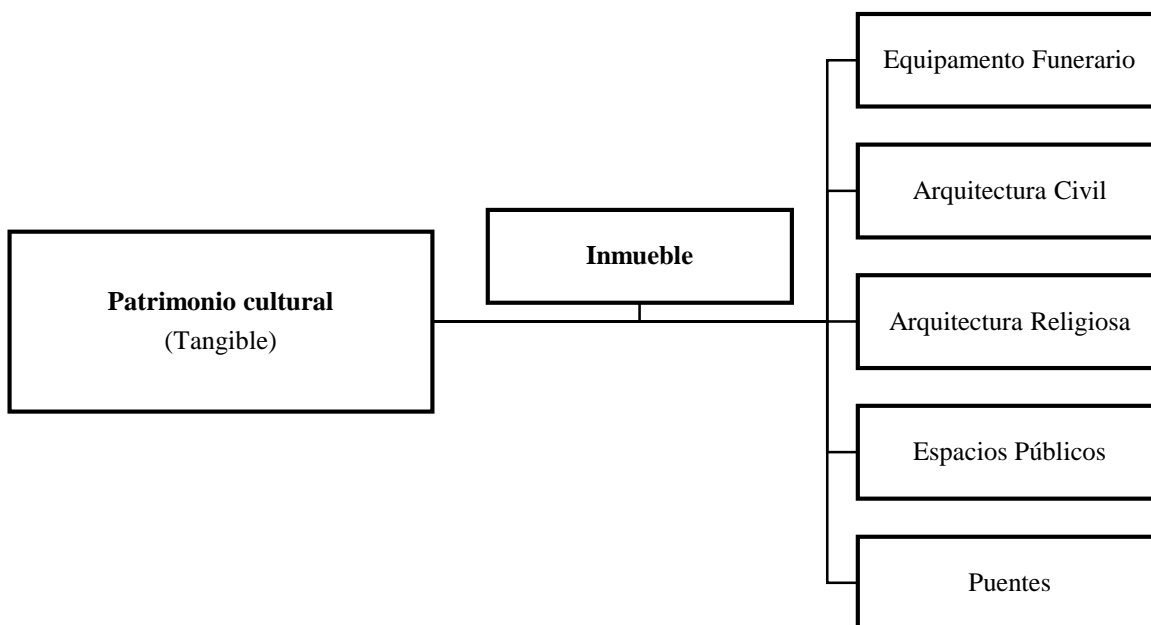 Patrimonio cultural
(Tangible)
Inmueble
Equipamento Funerario
Arquitectura Civil
Arquitectura Religiosa
Espacios Públicos
Puentes